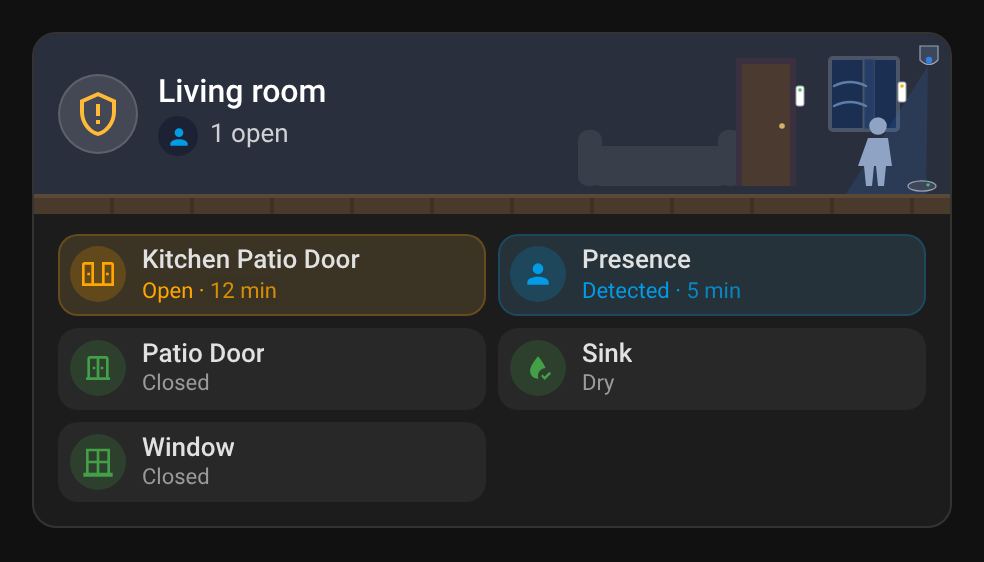 Living room
1 open
Kitchen Patio Door
Open · 12 min
Presence
Detected · 5 min
Patio Door
Closed
Sink
Dry
Window
Closed